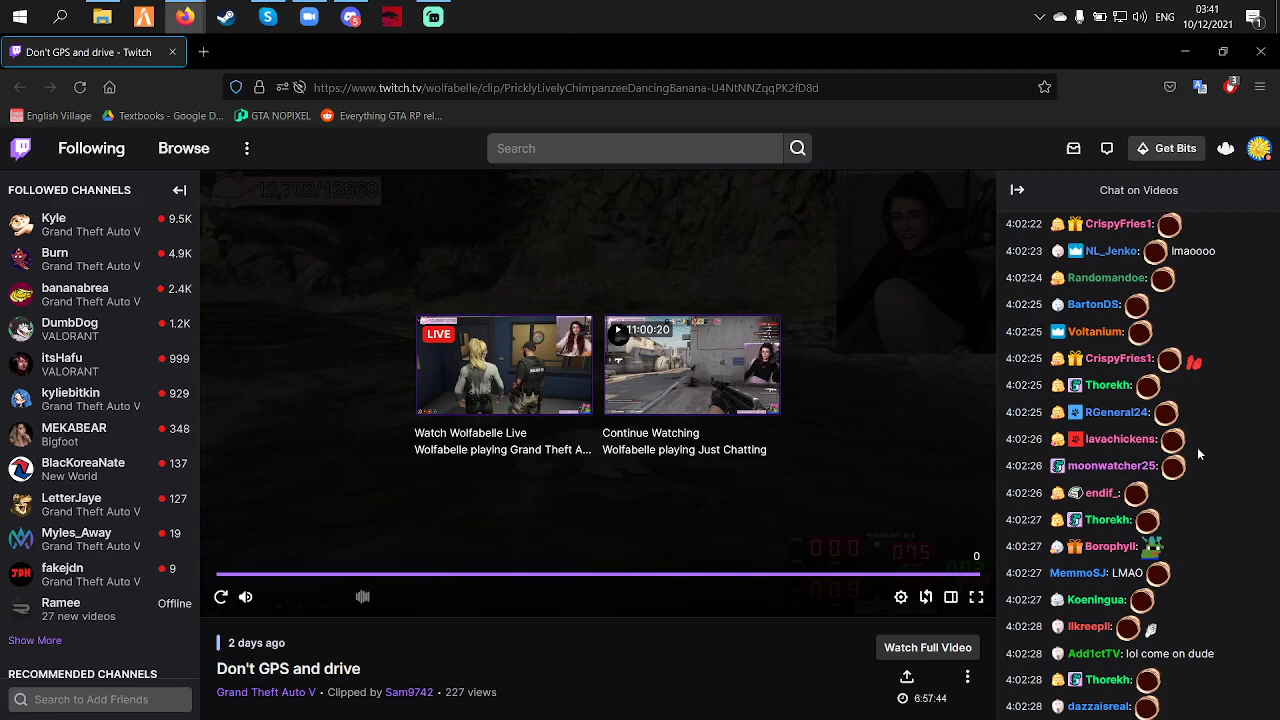 03:41
ENG
10/12/2021
1
5
Don't GPS and drive - Twitch
https://www.twitch.tv/wolfabelle/clip/PricklyLivelyChimpanzeeDancingBanana-U4NtNNZqqPK2fD8d
3
English Village
Textbooks - Google D...
GTA NOPIXEL
Everything GTA RP rel...
Following
Browse
Search
Get Bits
FOLLOWED CHANNELS
Kyle
9.5K
Grand Theft Auto V
Burn
4.9K
Grand Theft Auto V
bananabrea
2.4K
Grand Theft Auto V
DumbDog
1.2K
VALORANT
itsHafu
999
VALORANT
kyliebitkin
929
Grand Theft Auto V
MEKABEAR
348
Bigfoot
BlacKoreaNate
137
New World
LetterJaye
127
Grand Theft Auto V
Myles_Away
19
Grand Theft Auto V
fakejdn
9
Grand Theft Auto V
Ramee
Offline
27 new videos
Show More
RECOMMENDED CHANNELS
Search to Add Friends
12,702/12669
LIVE
11:00:20
Watch Wolfabelle Live
Wolfabelle playing Grand Theft A...
Continue Watching
Wolfabelle playing Just Chatting
000
075
0
2 days ago
Don't GPS and drive
Grand Theft Auto V • Clipped by Sam9742 • 227 views
Watch Full Video
6:57:44
Chat on Videos
4:02:22 CrispyFries1:
4:02:23 NL_Jenko: lmaoooo
4:02:24 Randomandoe:
4:02:25 BartonDS:
4:02:25 Voltanium:
4:02:25 CrispyFries1:
4:02:25 Thorekh:
4:02:25 RGeneral24:
4:02:26 lavachickens:
4:02:26 moonwatcher25:
4:02:26 endif_:
4:02:27 Thorekh:
4:02:27 Borophyll:
4:02:27 MemmoSJ: LMAO
4:02:27 Koeningua:
4:02:28 llkreepll:
4:02:28 Add1ctTV: lol come on dude
4:02:28 Thorekh:
4:02:28 dazzaisreal: